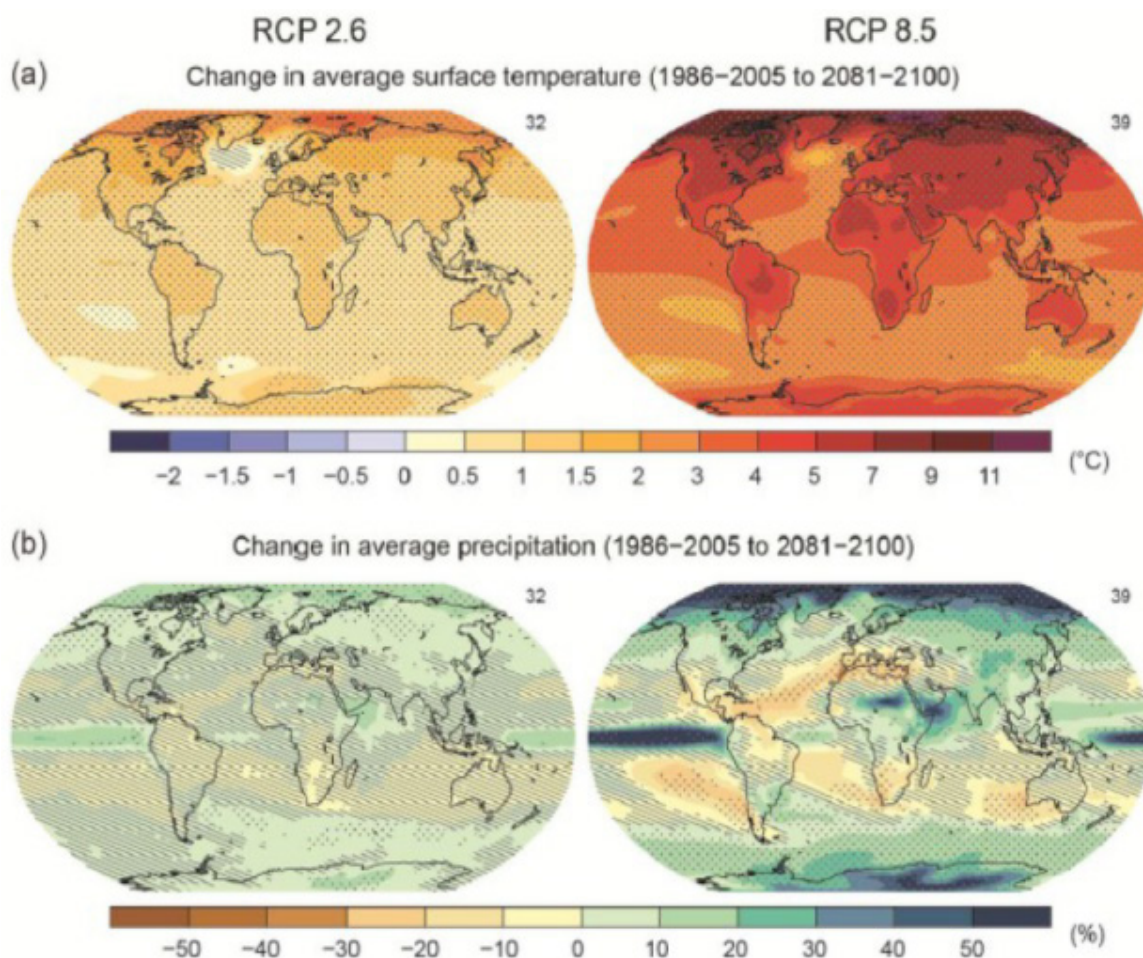 RCP 2.6 RCP 8.5
(a) Change in average surface temperature (1986−2005 to 2081−2100)
32 39
−2 −1.5 −1 −0.5 0 0.5 1 1.5 2 3 4 5 7 9 11 (°C)
(b) Change in average precipitation (1986−2005 to 2081−2100)
32 39
−50 −40 −30 −20 −10 0 10 20 30 40 50 (%)